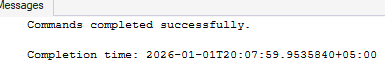 Messages
Commands completed successfully.
Completion time: 2026-01-01T20:07:59.9535840+05:00